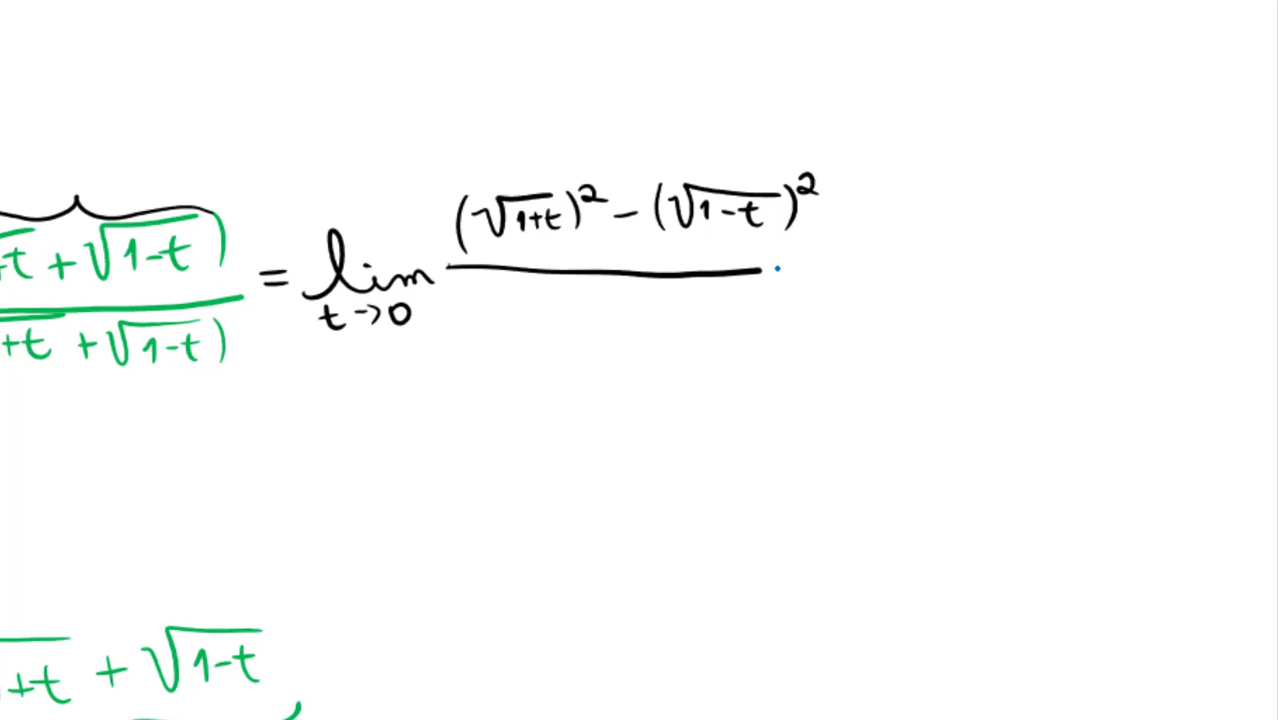 t + √(1-t) ) = lim t→0 (√(1+t))² - (√(1-t))²
+t + √(1-t) )
+t + √(1-t)